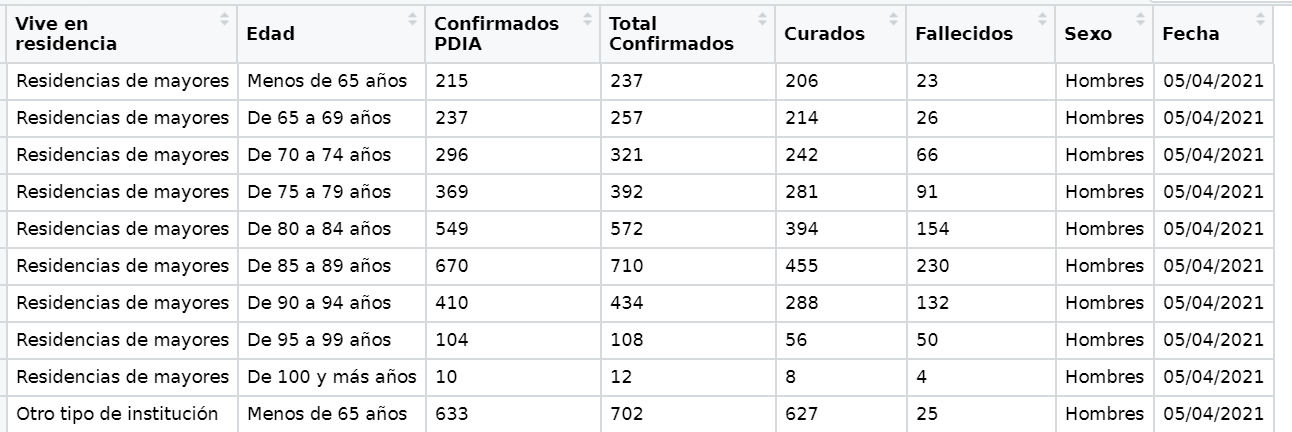 Vive en residencia Edad Confirmados PDIA Total Confirmados Curados Fallecidos Sexo Fecha
Residencias de mayores Menos de 65 años 215 237 206 23 Hombres 05/04/2021
Residencias de mayores De 65 a 69 años 237 257 214 26 Hombres 05/04/2021
Residencias de mayores De 70 a 74 años 296 321 242 66 Hombres 05/04/2021
Residencias de mayores De 75 a 79 años 369 392 281 91 Hombres 05/04/2021
Residencias de mayores De 80 a 84 años 549 572 394 154 Hombres 05/04/2021
Residencias de mayores De 85 a 89 años 670 710 455 230 Hombres 05/04/2021
Residencias de mayores De 90 a 94 años 410 434 288 132 Hombres 05/04/2021
Residencias de mayores De 95 a 99 años 104 108 56 50 Hombres 05/04/2021
Residencias de mayores De 100 y más años 10 12 8 4 Hombres 05/04/2021
Otro tipo de institución Menos de 65 años 633 702 627 25 Hombres 05/04/2021